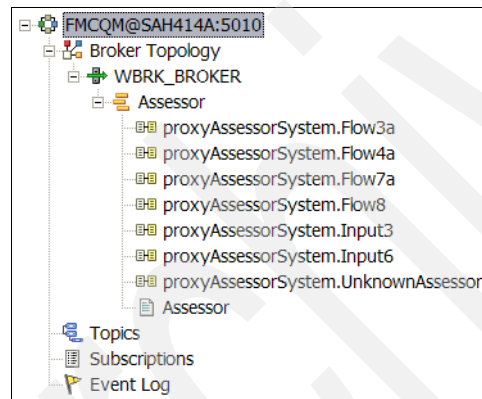 FMCQM@SAH414A:5010
Broker Topology
WBRK_BROKER
Assessor
proxyAssessorSystem.Flow3a
proxyAssessorSystem.Flow4a
proxyAssessorSystem.Flow7a
proxyAssessorSystem.Flow8
proxyAssessorSystem.Input3
proxyAssessorSystem.Input6
proxyAssessorSystem.UnknownAssessor
Assessor
Topics
Subscriptions
Event Log